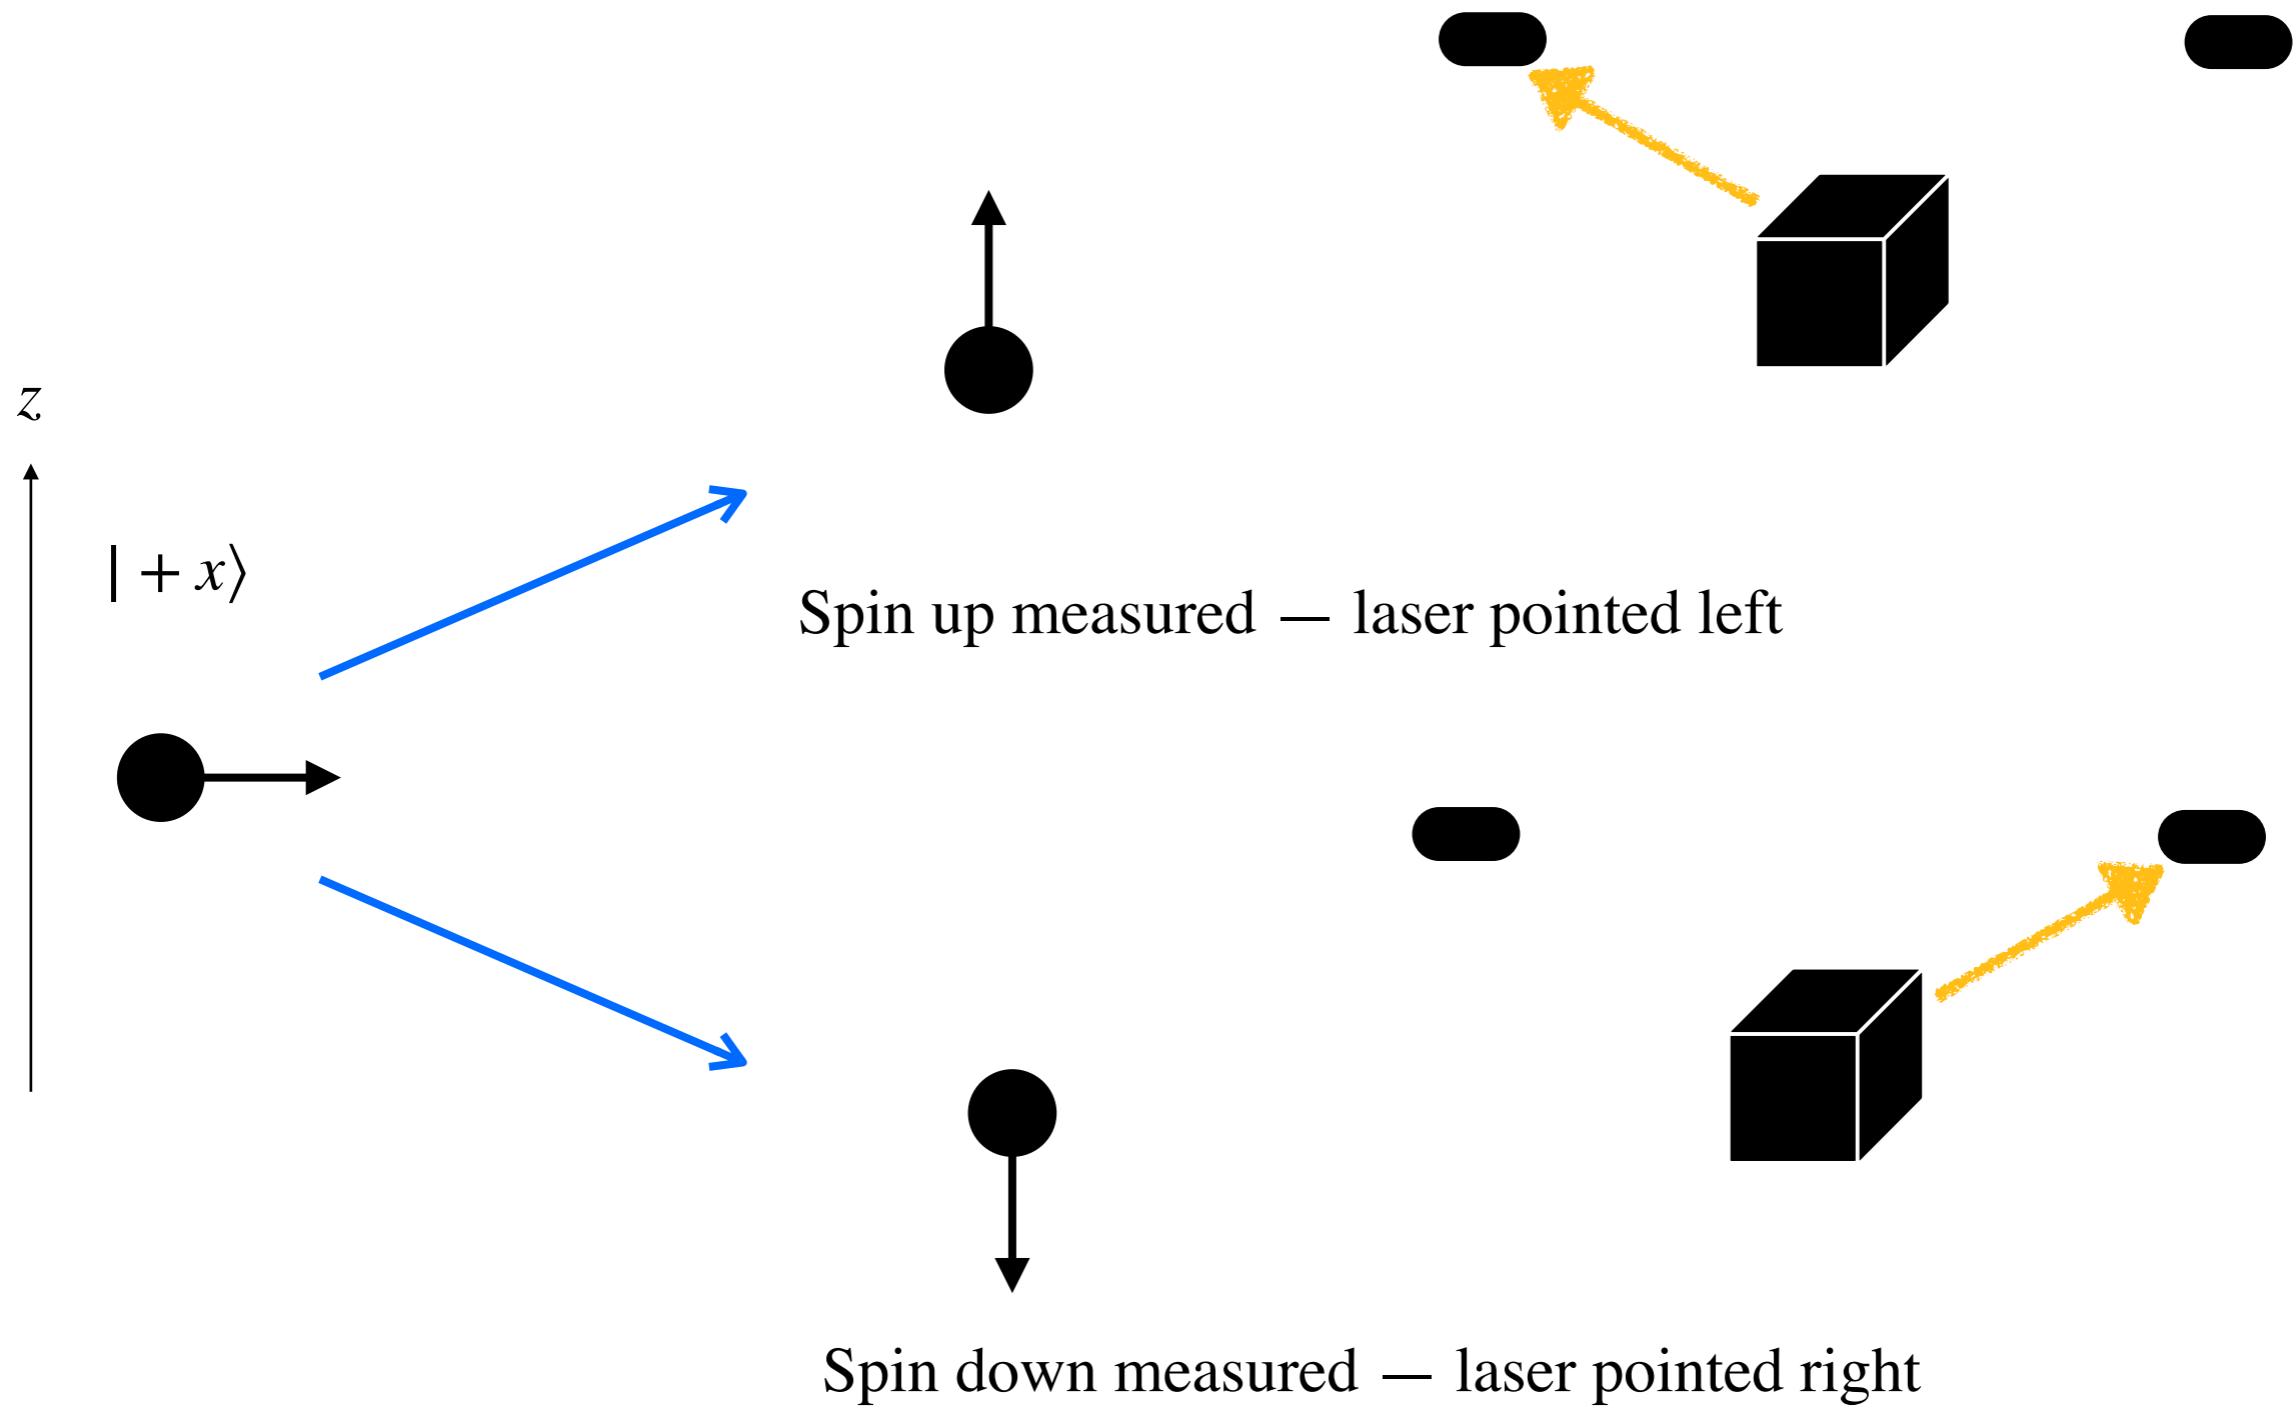 z
| + x⟩
Spin up measured — laser pointed left
Spin down measured — laser pointed right